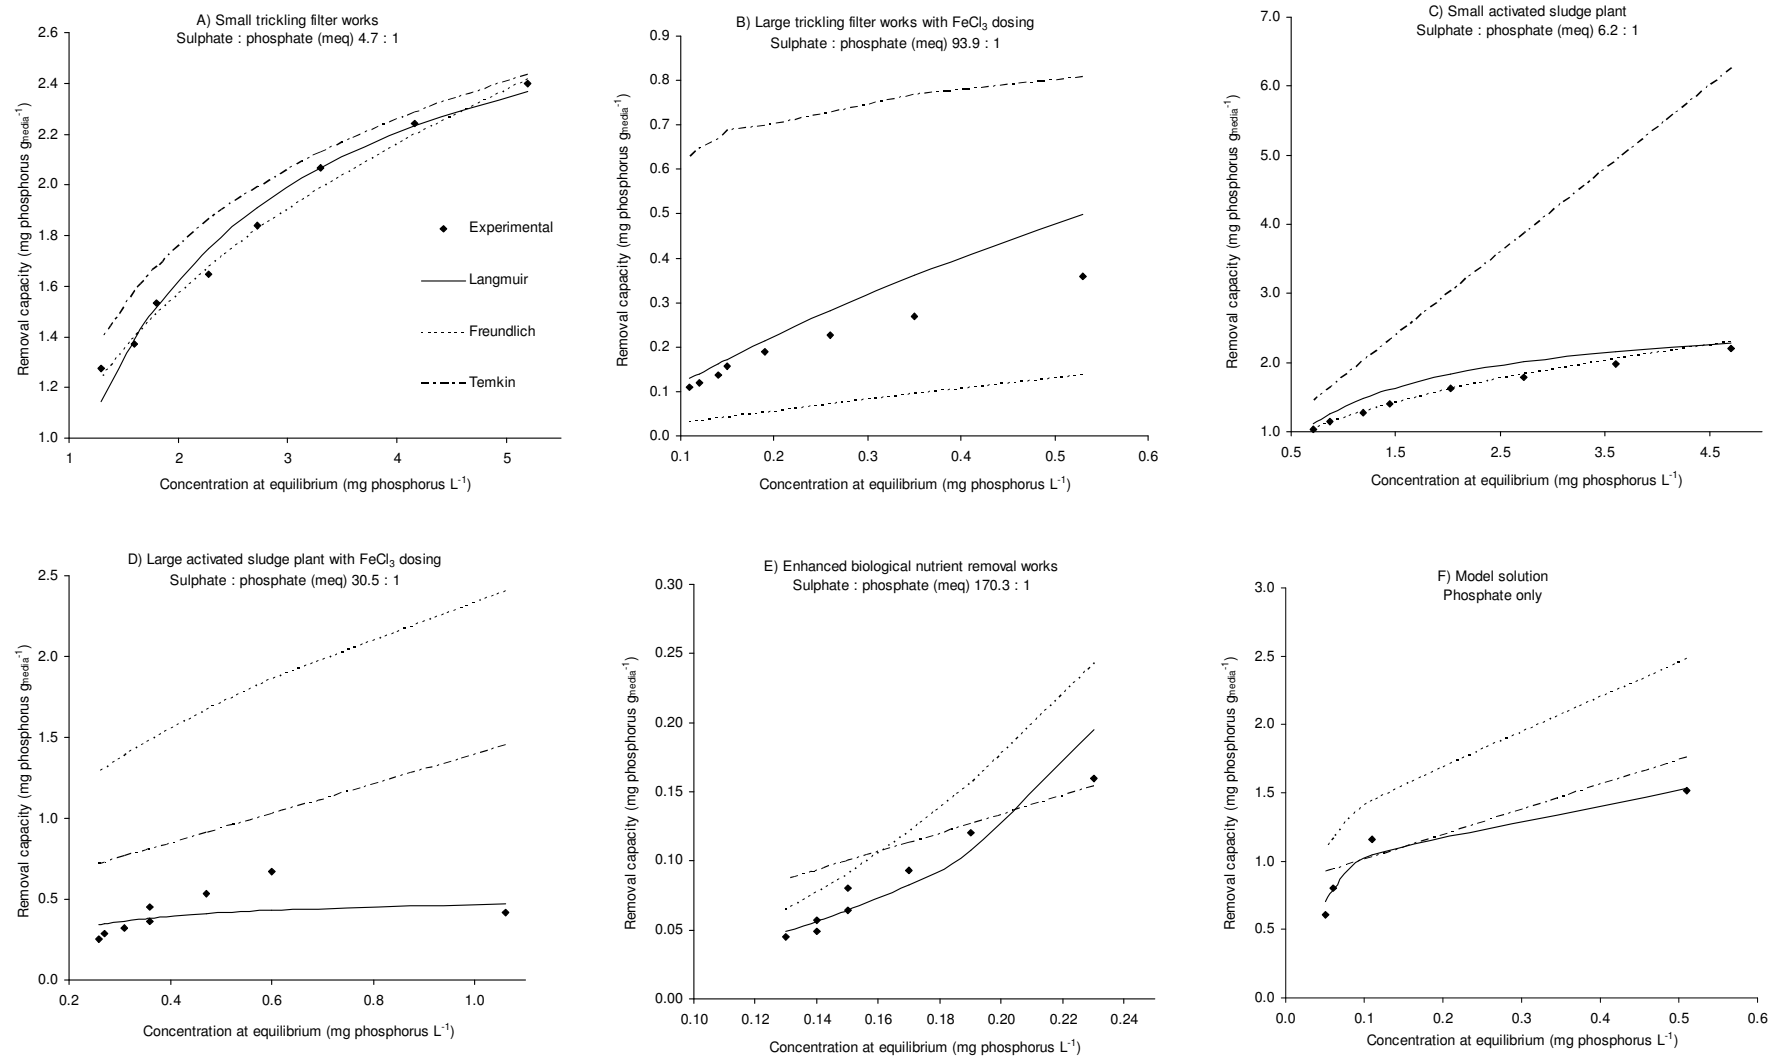 A) Small trickling filter works
Sulphate : phosphate (meq) 4.7 : 1
Removal capacity (mg phosphorus gmedia-1)
2.6
2.4
2.2
2.0
1.8
1.6
1.4
1.2
1.0
1 2 3 4 5
Concentration at equilibrium (mg phosphorus L-1)
Experimental
Langmuir
Freundlich
Temkin
B) Large trickling filter works with FeCl3 dosing
Sulphate : phosphate (meq) 93.9 : 1
Removal capacity (mg phosphorus gmedia-1)
0.9
0.8
0.7
0.6
0.5
0.4
0.3
0.2
0.1
0.0
0.1 0.2 0.3 0.4 0.5 0.6
Concentration at equilibrium (mg phosphorus L-1)
C) Small activated sludge plant
Sulphate : phosphate (meq) 6.2 : 1
Removal capacity (mg phosphorus gmedia-1)
7.0
6.0
5.0
4.0
3.0
2.0
1.0
0.5 1.5 2.5 3.5 4.5
Concentration at equilibrium (mg phosphorus L-1)
D) Large activated sludge plant with FeCl3 dosing
Sulphate : phosphate (meq) 30.5 : 1
Removal capacity (mg phosphorus gmedia-1)
2.5
2.0
1.5
1.0
0.5
0.0
0.2 0.4 0.6 0.8 1.0
Concentration at equilibrium (mg phosphorus L-1)
E) Enhanced biological nutrient removal works
Sulphate : phosphate (meq) 170.3 : 1
Removal capacity (mg phosphorus gmedia-1)
0.30
0.25
0.20
0.15
0.10
0.05
0.00
0.10 0.12 0.14 0.16 0.18 0.20 0.22 0.24
Concentration at equilibrium (mg phosphorus L-1)
F) Model solution
Phosphate only
Removal capacity (mg phosphorus gmedia-1)
3.0
2.5
2.0
1.5
1.0
0.5
0.0
0.0 0.1 0.2 0.3 0.4 0.5 0.6
Concentration at equilibrium (mg phosphorus L-1)